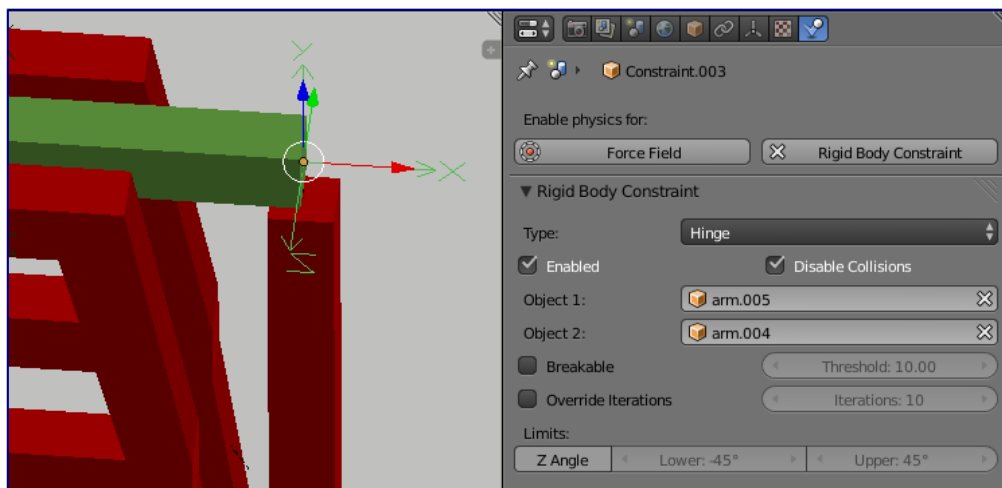 Y
X
Z
Constraint.003
Enable physics for:
Force Field
Rigid Body Constraint
Rigid Body Constraint
Type:
Hinge
Enabled
Disable Collisions
Object 1:
arm.005
Object 2:
arm.004
Breakable
Threshold: 10.00
Override Iterations
Iterations: 10
Limits:
Z Angle
Lower: -45°
Upper: 45°